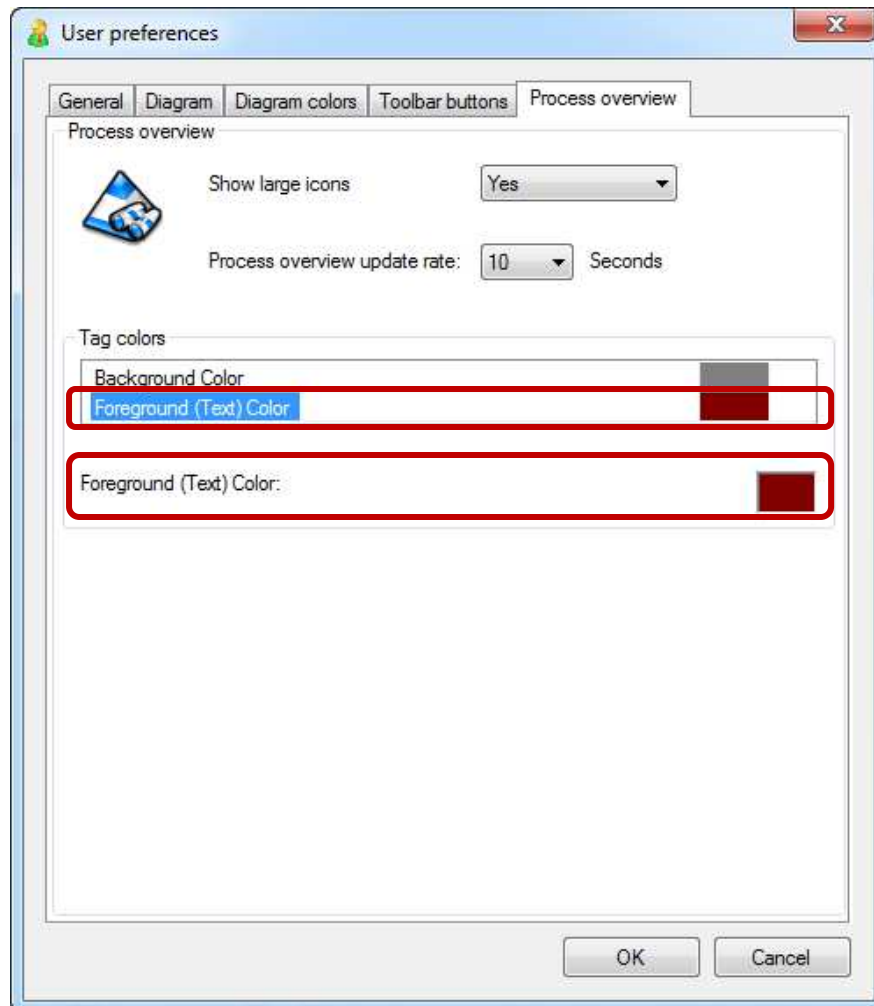 User preferences
General Diagram Diagram colors Toolbar buttons Process overview
Process overview
Show large icons Yes
Process overview update rate: 10 Seconds
Tag colors
Background Color
Foreground (Text) Color
Foreground (Text) Color:
OK Cancel